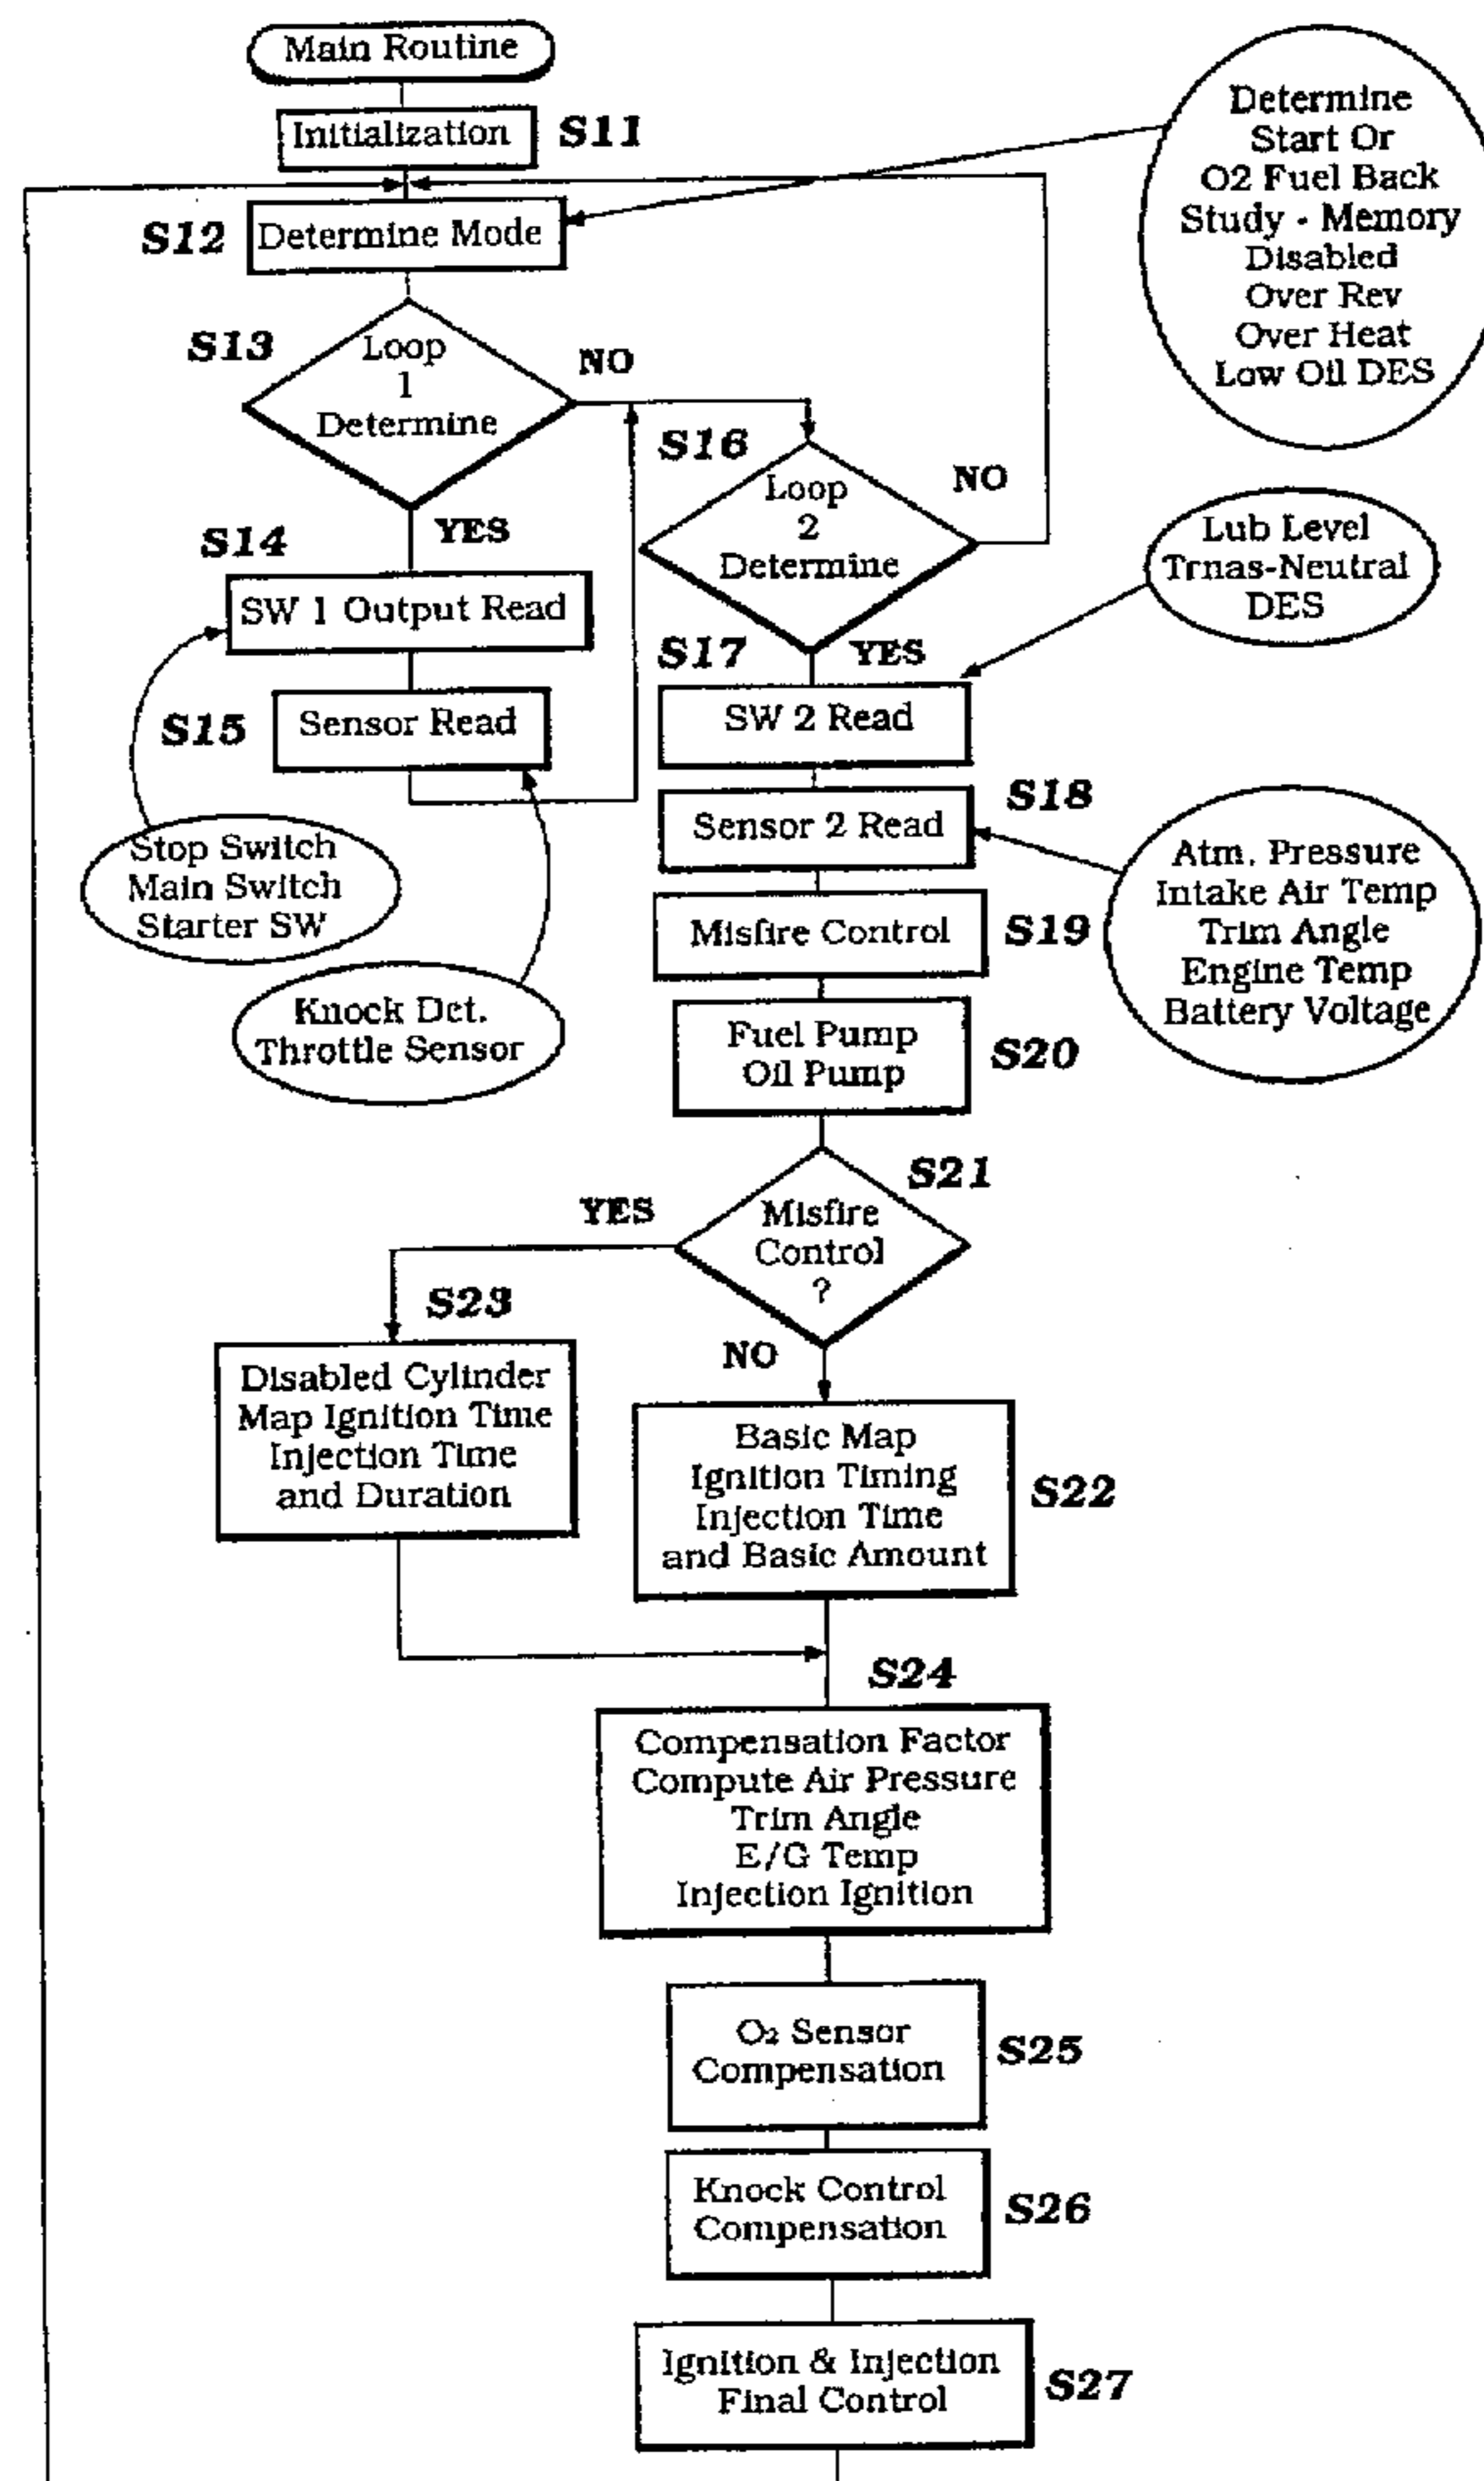 Main Routine
Initialization
S11
S12
Determine Mode
Determine
Start Or
O2 Fuel Back
Study - Memory
Disabled
Over Rev
Over Heat
Low Oil DES
S13
Loop
1
Determine
NO
YES
S16
Loop
2
Determine
NO
YES
S14
SW 1 Output Read
S15
Sensor Read
Stop Switch
Main Switch
Starter SW
Knock Det.
Throttle Sensor
S17
SW 2 Read
Lub Level
Trnas-Neutral
DES
Sensor 2 Read
S18
Atm. Pressure
Intake Air Temp
Trim Angle
Engine Temp
Battery Voltage
Misfire Control
S19
Fuel Pump
Oil Pump
S20
S21
Misfire
Control
?
YES
NO
S23
Disabled Cylinder
Map Ignition Time
Injection Time
and Duration
Basic Map
Ignition Timing
Injection Time
and Basic Amount
S22
S24
Compensation Factor
Compute Air Pressure
Trim Angle
E/G Temp
Injection Ignition
O₂ Sensor
Compensation
S25
Knock Control
Compensation
S26
Ignition & Injection
Final Control
S27